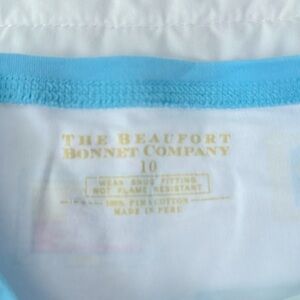 THE BEAUFORT
BONNET COMPANY
10
WEAR SNUG FITTING
NOT FLAME RESISTANT
100% PIMA COTTON
MADE IN PERU